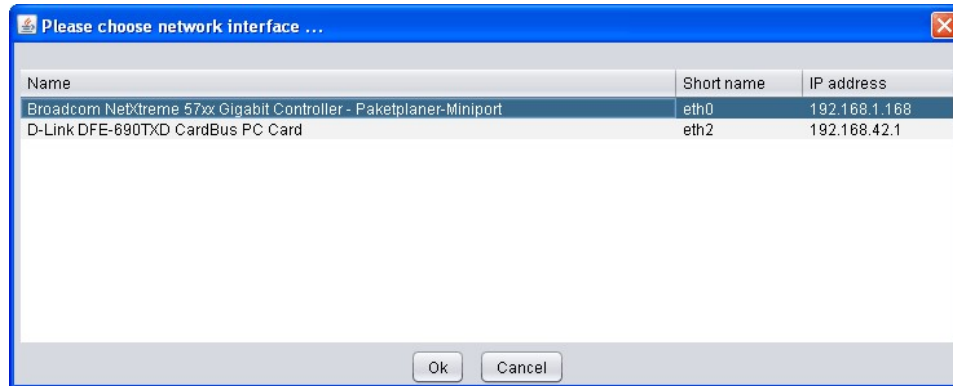 Please choose network interface ...
Name Short name IP address
Broadcom NetXtreme 57xx Gigabit Controller - Paketplaner-Miniport eth0 192.168.1.168
D-Link DFE-690TXD CardBus PC Card eth2 192.168.42.1
Ok Cancel